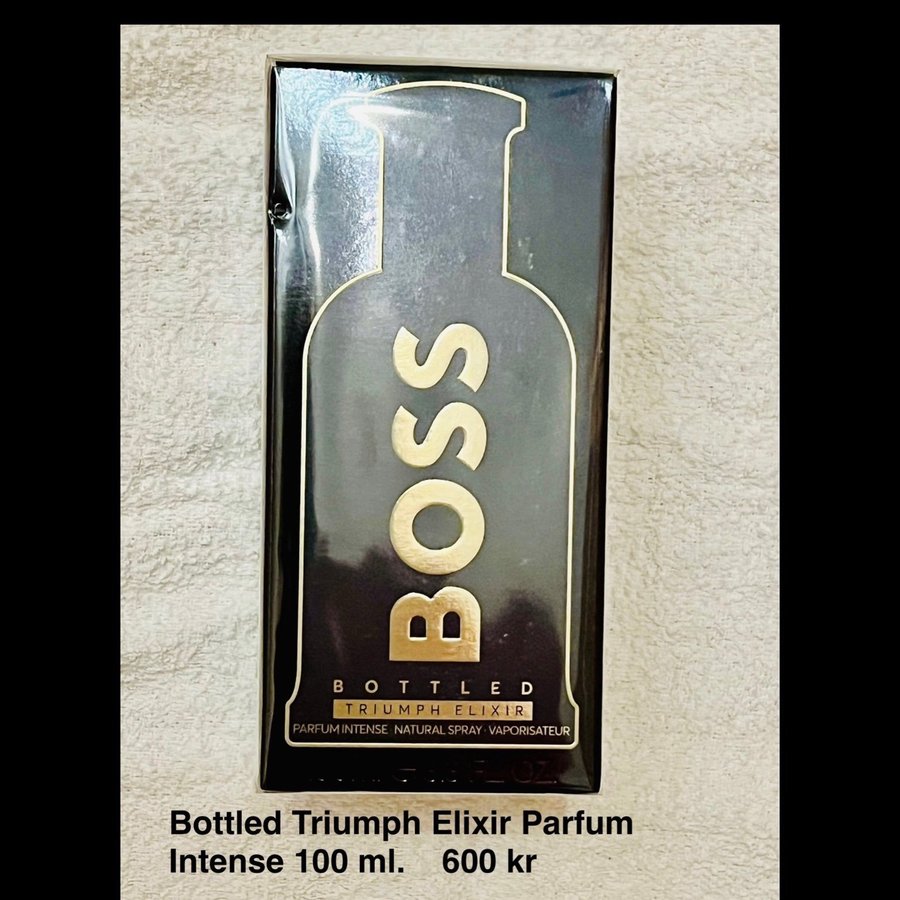 BOSS
BOTTLED
TRIUMPH ELIXIR
PARFUM INTENSE NATURAL SPRAY · VAPORISATEUR
Bottled Triumph Elixir Parfum
Intense 100 ml. 600 kr